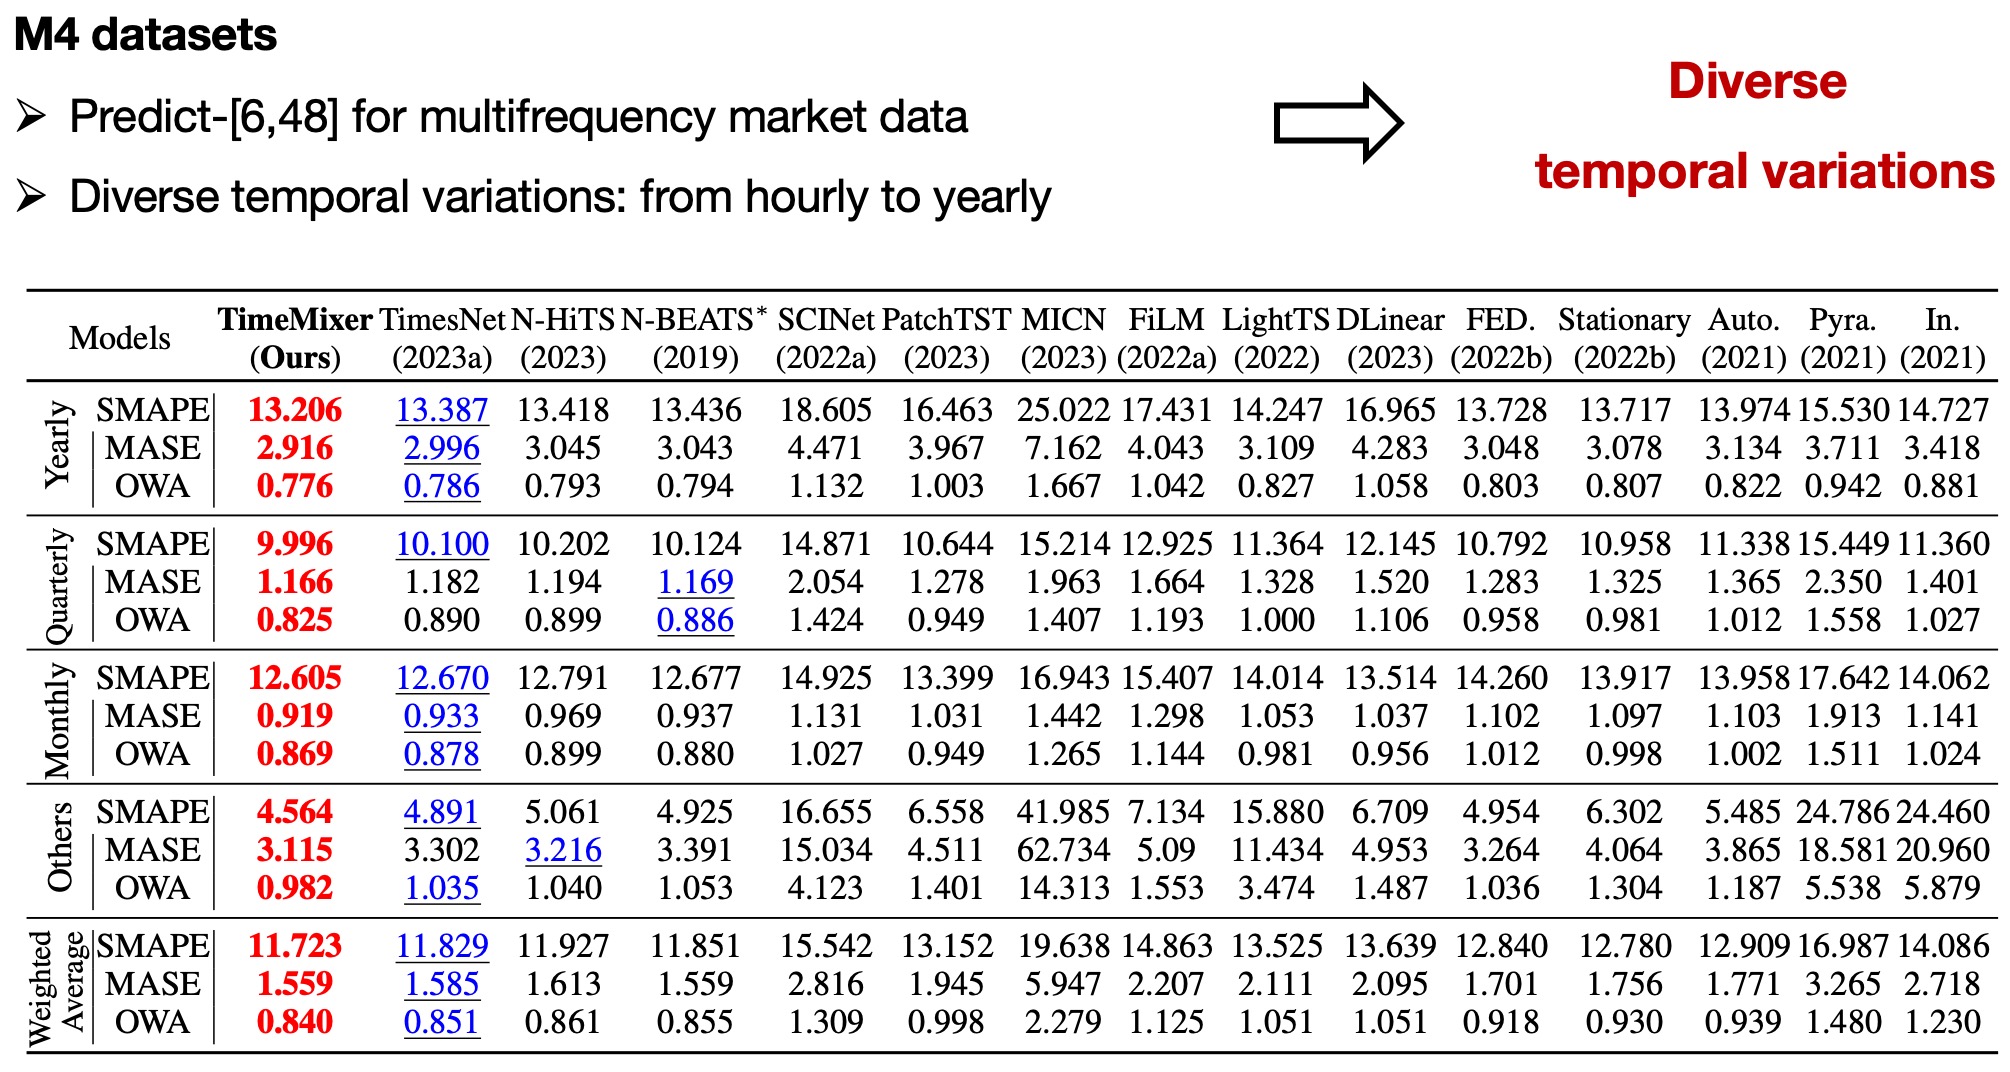 M4 datasets
➢ Predict-[6,48] for multifrequency market data
➢ Diverse temporal variations: from hourly to yearly
Diverse
temporal variations
Models TimeMixer TimesNet N-HiTS N-BEATS* SCINet PatchTST MICN FiLM LightTS DLinear FED. Stationary Auto. Pyra. In.
(Ours) (2023a) (2023) (2019) (2022a) (2023) (2023) (2022a) (2022) (2023) (2022b) (2022b) (2021) (2021) (2021)
Yearly
SMAPE 13.206 13.387 13.418 13.436 18.605 16.463 25.022 17.431 14.247 16.965 13.728 13.717 13.974 15.530 14.727
MASE 2.916 2.996 3.045 3.043 4.471 3.967 7.162 4.043 3.109 4.283 3.048 3.078 3.134 3.711 3.418
OWA 0.776 0.786 0.793 0.794 1.132 1.003 1.667 1.042 0.827 1.058 0.803 0.807 0.822 0.942 0.881
Quarterly
SMAPE 9.996 10.100 10.202 10.124 14.871 10.644 15.214 12.925 11.364 12.145 10.792 10.958 11.338 15.449 11.360
MASE 1.166 1.182 1.194 1.169 2.054 1.278 1.963 1.664 1.328 1.520 1.283 1.325 1.365 2.350 1.401
OWA 0.825 0.890 0.899 0.886 1.424 0.949 1.407 1.193 1.000 1.106 0.958 0.981 1.012 1.558 1.027
Monthly
SMAPE 12.605 12.670 12.791 12.677 14.925 13.399 16.943 15.407 14.014 13.514 14.260 13.917 13.958 17.642 14.062
MASE 0.919 0.933 0.969 0.937 1.131 1.031 1.442 1.298 1.053 1.037 1.102 1.097 1.103 1.913 1.141
OWA 0.869 0.878 0.899 0.880 1.027 0.949 1.265 1.144 0.981 0.956 1.012 0.998 1.002 1.511 1.024
Others
SMAPE 4.564 4.891 5.061 4.925 16.655 6.558 41.985 7.134 15.880 6.709 4.954 6.302 5.485 24.786 24.460
MASE 3.115 3.302 3.216 3.391 15.034 4.511 62.734 5.09 11.434 4.953 3.264 4.064 3.865 18.581 20.960
OWA 0.982 1.035 1.040 1.053 4.123 1.401 14.313 1.553 3.474 1.487 1.036 1.304 1.187 5.538 5.879
Weighted
Average
SMAPE 11.723 11.829 11.927 11.851 15.542 13.152 19.638 14.863 13.525 13.639 12.840 12.780 12.909 16.987 14.086
MASE 1.559 1.585 1.613 1.559 2.816 1.945 5.947 2.207 2.111 2.095 1.701 1.756 1.771 3.265 2.718
OWA 0.840 0.851 0.861 0.855 1.309 0.998 2.279 1.125 1.051 1.051 0.918 0.930 0.939 1.480 1.230